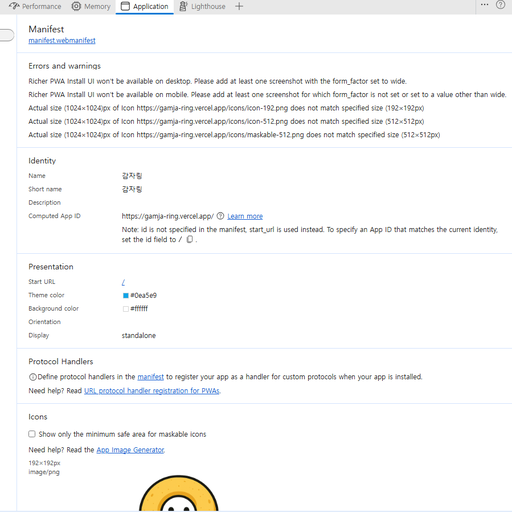 Performance Memory Application Lighthouse
Manifest
manifest.webmanifest
Errors and warnings
Richer PWA Install UI won't be available on desktop. Please add at least one screenshot with the form_factor set to wide.
Richer PWA Install UI won't be available on mobile. Please add at least one screenshot for which form_factor is not set or set to a value other than wide.
Actual size (1024×1024)px of Icon https://gamja-ring.vercel.app/icons/icon-192.png does not match specified size (192×192px)
Actual size (1024×1024)px of Icon https://gamja-ring.vercel.app/icons/icon-512.png does not match specified size (512×512px)
Actual size (1024×1024)px of Icon https://gamja-ring.vercel.app/icons/maskable-512.png does not match specified size (512×512px)
Identity
Name 감자링
Short name 감자링
Description
Computed App ID https://gamja-ring.vercel.app/ Learn more
Note: id is not specified in the manifest, start_url is used instead. To specify an App ID that matches the current identity,
set the id field to / .
Presentation
Start URL /
Theme color #0ea5e9
Background color #ffffff
Orientation
Display standalone
Protocol Handlers
Define protocol handlers in the manifest to register your app as a handler for custom protocols when your app is installed.
Need help? Read URL protocol handler registration for PWAs.
Icons
Show only the minimum safe area for maskable icons
Need help? Read the App Image Generator.
192×192px
image/png